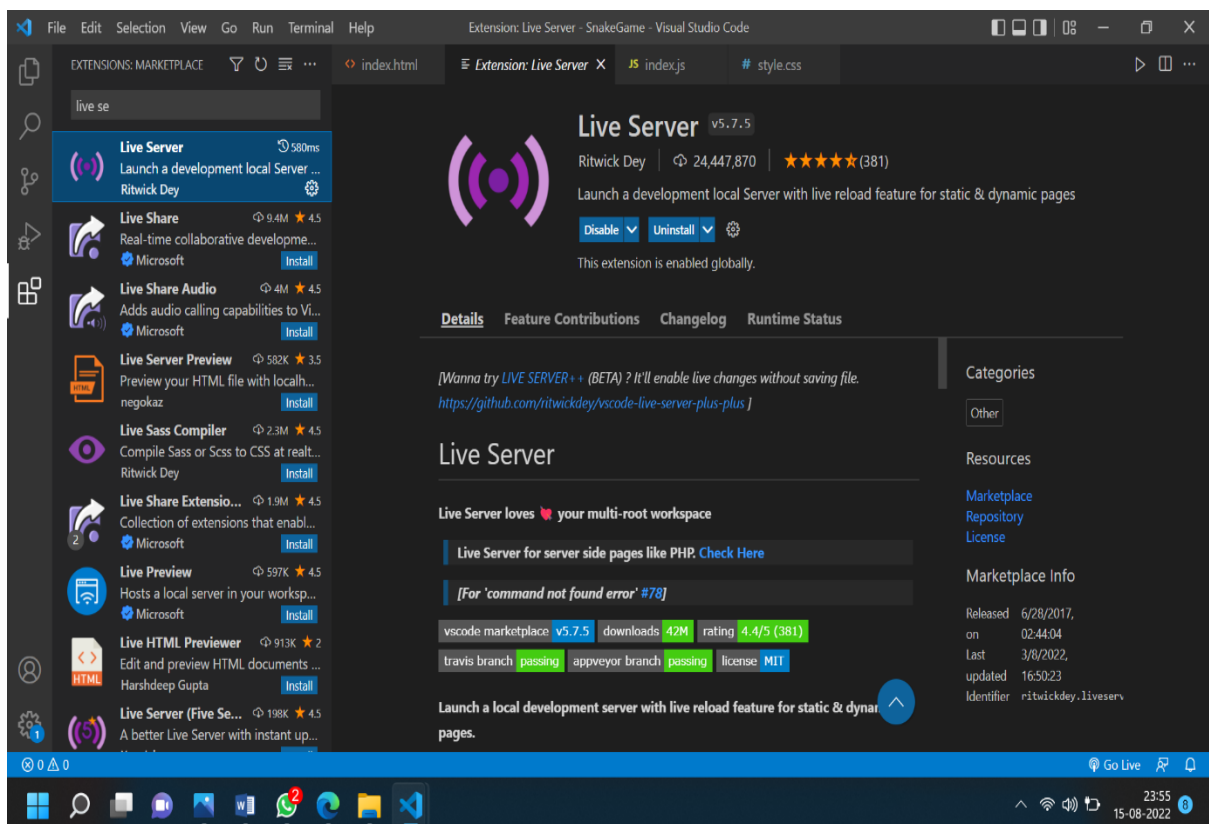 File Edit Selection View Go Run Terminal Help
Extension: Live Server - SnakeGame - Visual Studio Code
EXTENSIONS: MARKETPLACE
live se
Live Server 580ms
Launch a development local Server ...
Ritwick Dey
Live Share 9.4M ★ 4.5
Real-time collaborative developme...
Microsoft Install
Live Share Audio 4M ★ 4.5
Adds audio calling capabilities to Vi...
Microsoft Install
Live Server Preview 582K ★ 3.5
Preview your HTML file with localh...
negokaz Install
HTML
Live Sass Compiler 2.3M ★ 4.5
Compile Sass or Scss to CSS at realt...
Ritwick Dey Install
Live Share Extensio... 1.9M ★ 4.5
Collection of extensions that enabl...
2 Microsoft Install
Live Preview 597K ★ 4.5
Hosts a local server in your worksp...
Microsoft Install
Live HTML Previewer 913K ★ 2
Edit and preview HTML documents ...
HTML
Harshdeep Gupta Install
Live Server (Five Se... 198K ★ 4.5
A better Live Server with instant up...
(5)
1
index.html
Extension: Live Server
JS index.js
# style.css
Live Server v5.7.5
Ritwick Dey 24,447,870 ★★★★★ (381)
Launch a development local Server with live reload feature for static & dynamic pages
Disable Uninstall
This extension is enabled globally.
Details Feature Contributions Changelog Runtime Status
[Wanna try LIVE SERVER++ (BETA) ? It'll enable live changes without saving file.
https://github.com/ritwickdey/vscode-live-server-plus-plus ]
Live Server
Live Server loves 💘 your multi-root workspace
Live Server for server side pages like PHP. Check Here
[For 'command not found error' #78]
vscode marketplace v5.7.5 downloads 42M rating 4.4/5 (381)
travis branch passing appveyor branch passing license MIT
Launch a local development server with live reload feature for static & dynar
pages.
Categories
Other
Resources
Marketplace
Repository
License
Marketplace Info
Released 6/28/2017,
on 02:44:04
Last 3/8/2022,
updated 16:50:23
Identifier ritwickdey.liveserv
0 0
Go Live
2
23:55
15-08-2022
8